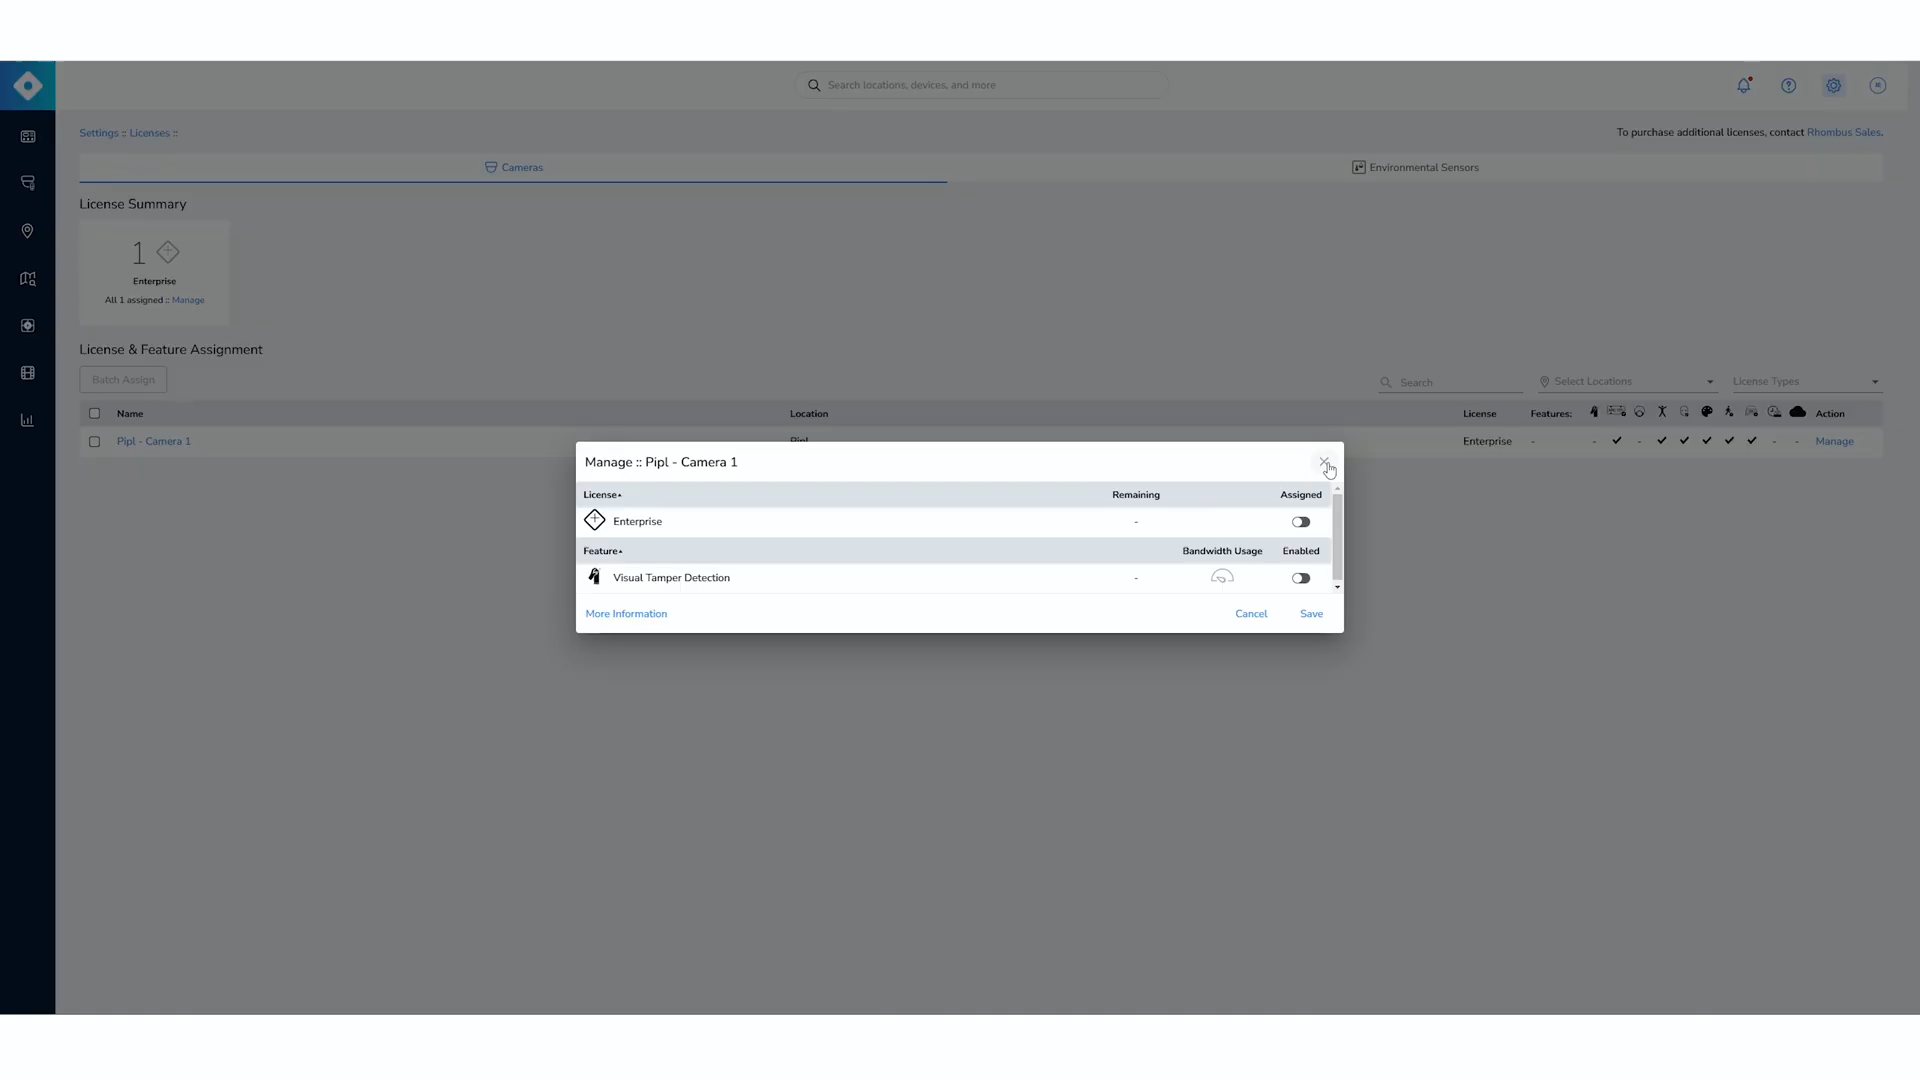 Search locations, devices, and more
Settings :: Licenses ::
To purchase additional licenses, contact Rhombus Sales.
Cameras
Environmental Sensors
License Summary
1
Enterprise
All 1 assigned :: Manage
License & Feature Assignment
Batch Assign
Search
Select Locations
License Types
Name
Location
License
Features:
Action
Pipl - Camera 1
Pipl
Enterprise
-
-
-
-
-
Manage
Manage :: Pipl - Camera 1
License
Remaining
Assigned
Enterprise
-
Feature
Bandwidth Usage
Enabled
Visual Tamper Detection
-
More Information
Cancel
Save